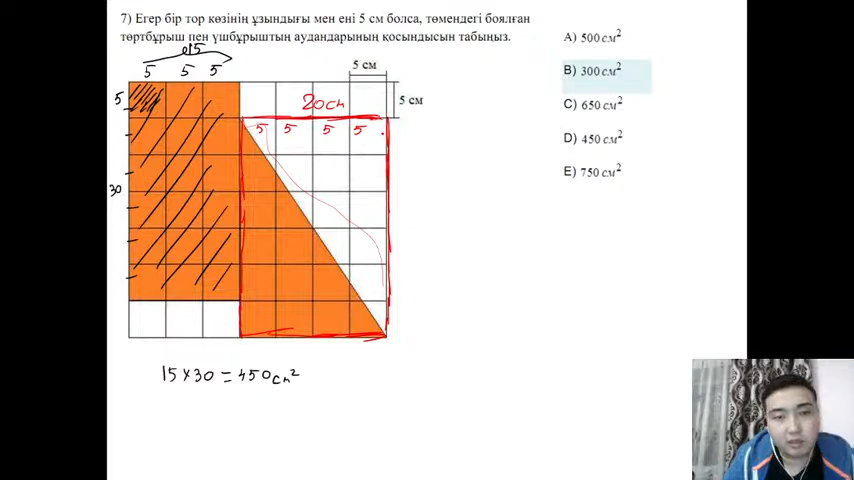 7) Егер бір тор көзінің ұзындығы мен ені 5 см болса, төмендегі боялған
төртбұрыш пен үшбұрыштың аудандарының қосындысын табыңыз.
15
5 5 5
5 см
5
5 см
20см
5 5 5 5
30
15 x 30 = 450см²
A) 500 см²
B) 300 см²
C) 650 см²
D) 450 см²
E) 750 см²